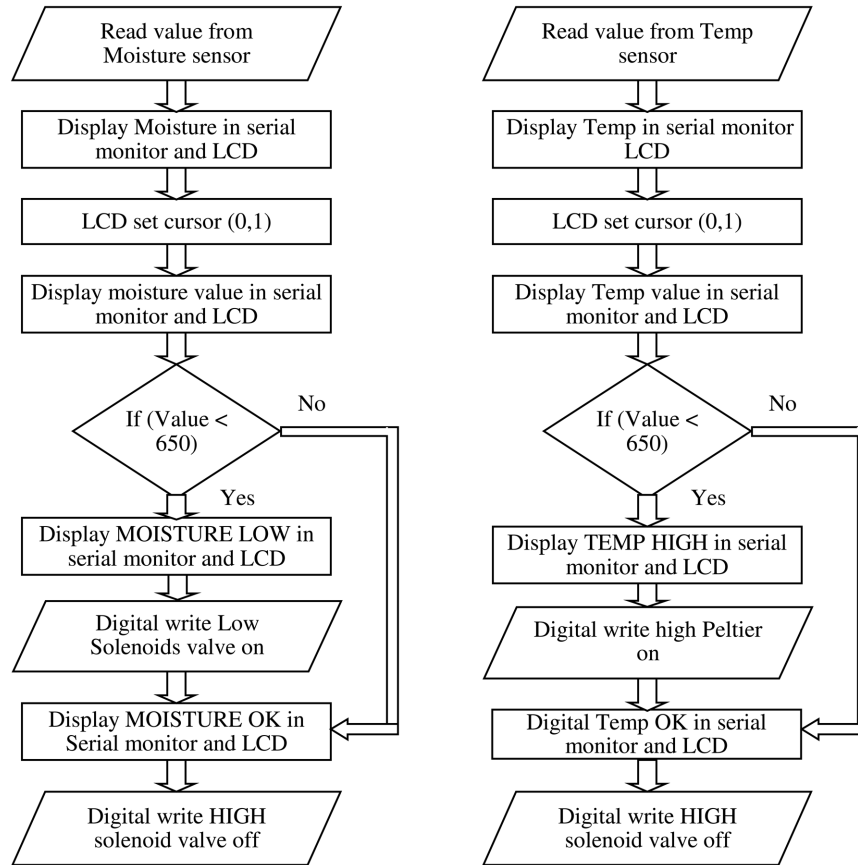 Read value from
Moisture sensor
Display Moisture in serial
monitor and LCD
LCD set cursor (0,1)
Display moisture value in serial
monitor and LCD
If (Value <
650)
No
Yes
Display MOISTURE LOW in
serial monitor and LCD
Digital write Low
Solenoids valve on
Display MOISTURE OK in
Serial monitor and LCD
Digital write HIGH
solenoid valve off
Read value from Temp
sensor
Display Temp in serial monitor
LCD
LCD set cursor (0,1)
Display Temp value in serial
monitor and LCD
If (Value <
650)
No
Yes
Display TEMP HIGH in serial
monitor and LCD
Digital write high Peltier
on
Digital Temp OK in serial
monitor and LCD
Digital write HIGH
solenoid valve off